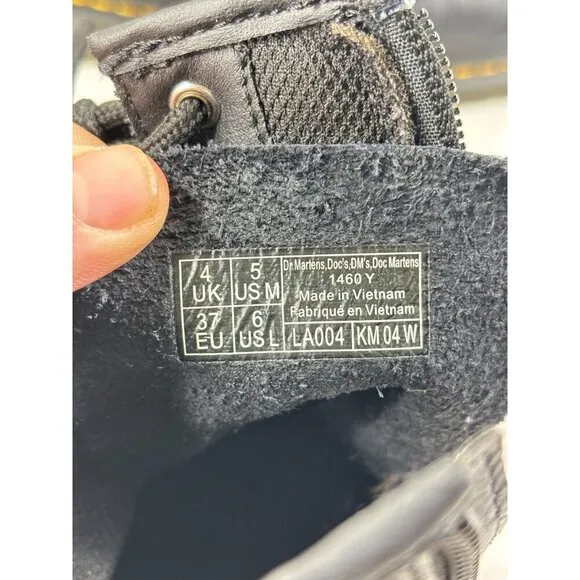 4 UK
5 US M
37 EU
6 US L
Dr.Martens,Doc's,DM's,Doc Martens
1460 Y
Made in Vietnam
Fabriqué en Vietnam
LA004
KM 04 W